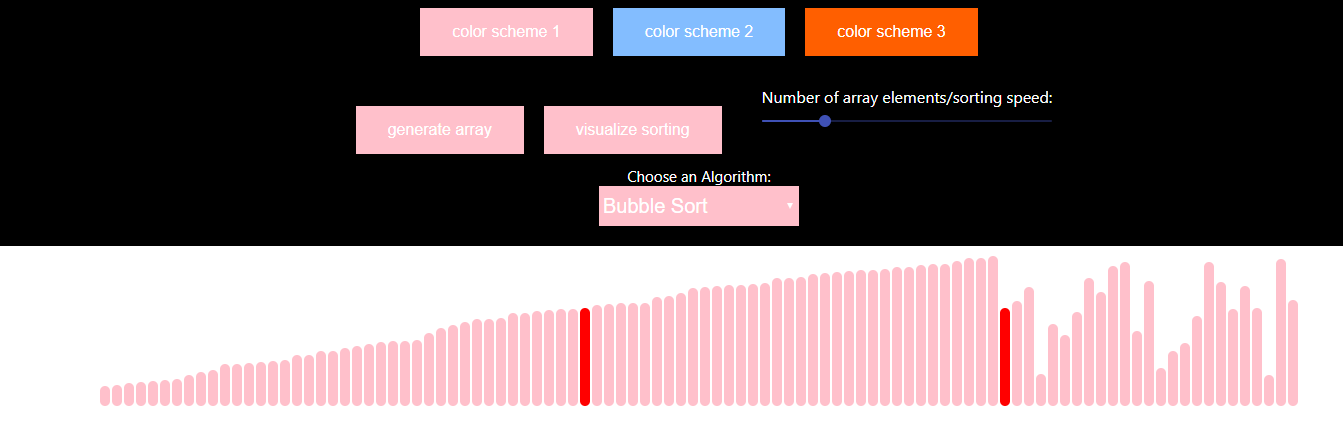 color scheme 1
color scheme 2
color scheme 3
Number of array elements/sorting speed:
generate array
visualize sorting
Choose an Algorithm:
Bubble Sort